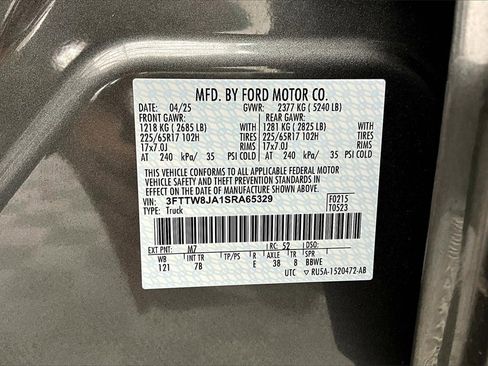 MFD. BY FORD MOTOR CO.
DATE: 04/25 GVWR: 2377 KG ( 5240 LB)
FRONT GAWR: REAR GAWR:
1218 KG ( 2685 LB) 1281 KG ( 2825 LB)
225/65R17 102H TIRES 225/65R17 102H TIRES
17x7.0J RIMS 17x7.0J RIMS
AT 240 kPa/ 35 PSI COLD AT 240 kPa/ 35 PSI COLD
THIS VEHICLE CONFORMS TO ALL APPLICABLE FEDERAL MOTOR
VEHICLE SAFETY AND BUMPER STANDARDS IN
EFFECT ON THE DATE OF MANUFACTURE SHOWN ABOVE.
VIN: 3FTTW8JA1SRA65329 F0215
TYPE: Truck T0523
EXT PNT: M7 RC: 52 DSO:
WB INT TR TP/PS R AXLE TR SPR
121 7B E 38 8 BBWE
UTC ▽ RU5A-1520472-AB